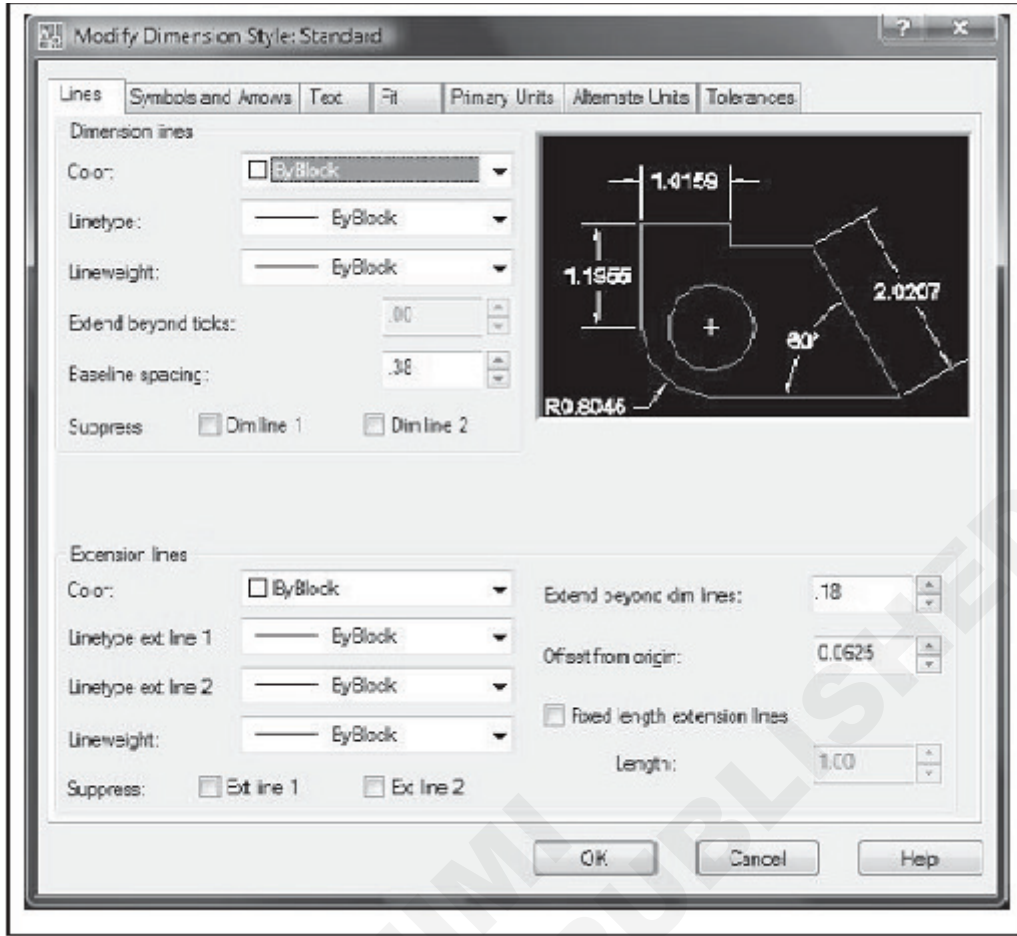 Modify Dimension Style: Standard
? x
Lines Symbols and Arrows Text Fit Primary Units Alternate Units Tolerances
Dimension lines
Color: ByBlock
Linetype: ByBlock
Lineweight: ByBlock
Extend beyond ticks: .00
Baseline spacing: .38
Suppress Dim line 1 Dim line 2
1.0159
1.1955
2.0207
60°
R0.8045
Extension lines
Color: ByBlock
Linetype ext line 1 ByBlock
Linetype ext line 2 ByBlock
Lineweight: ByBlock
Suppress: Ext line 1 Ext line 2
Extend beyond dim lines: .18
Offset from origin: 0.0625
Fixed length extension lines
Length: 1.00
OK Cancel Help